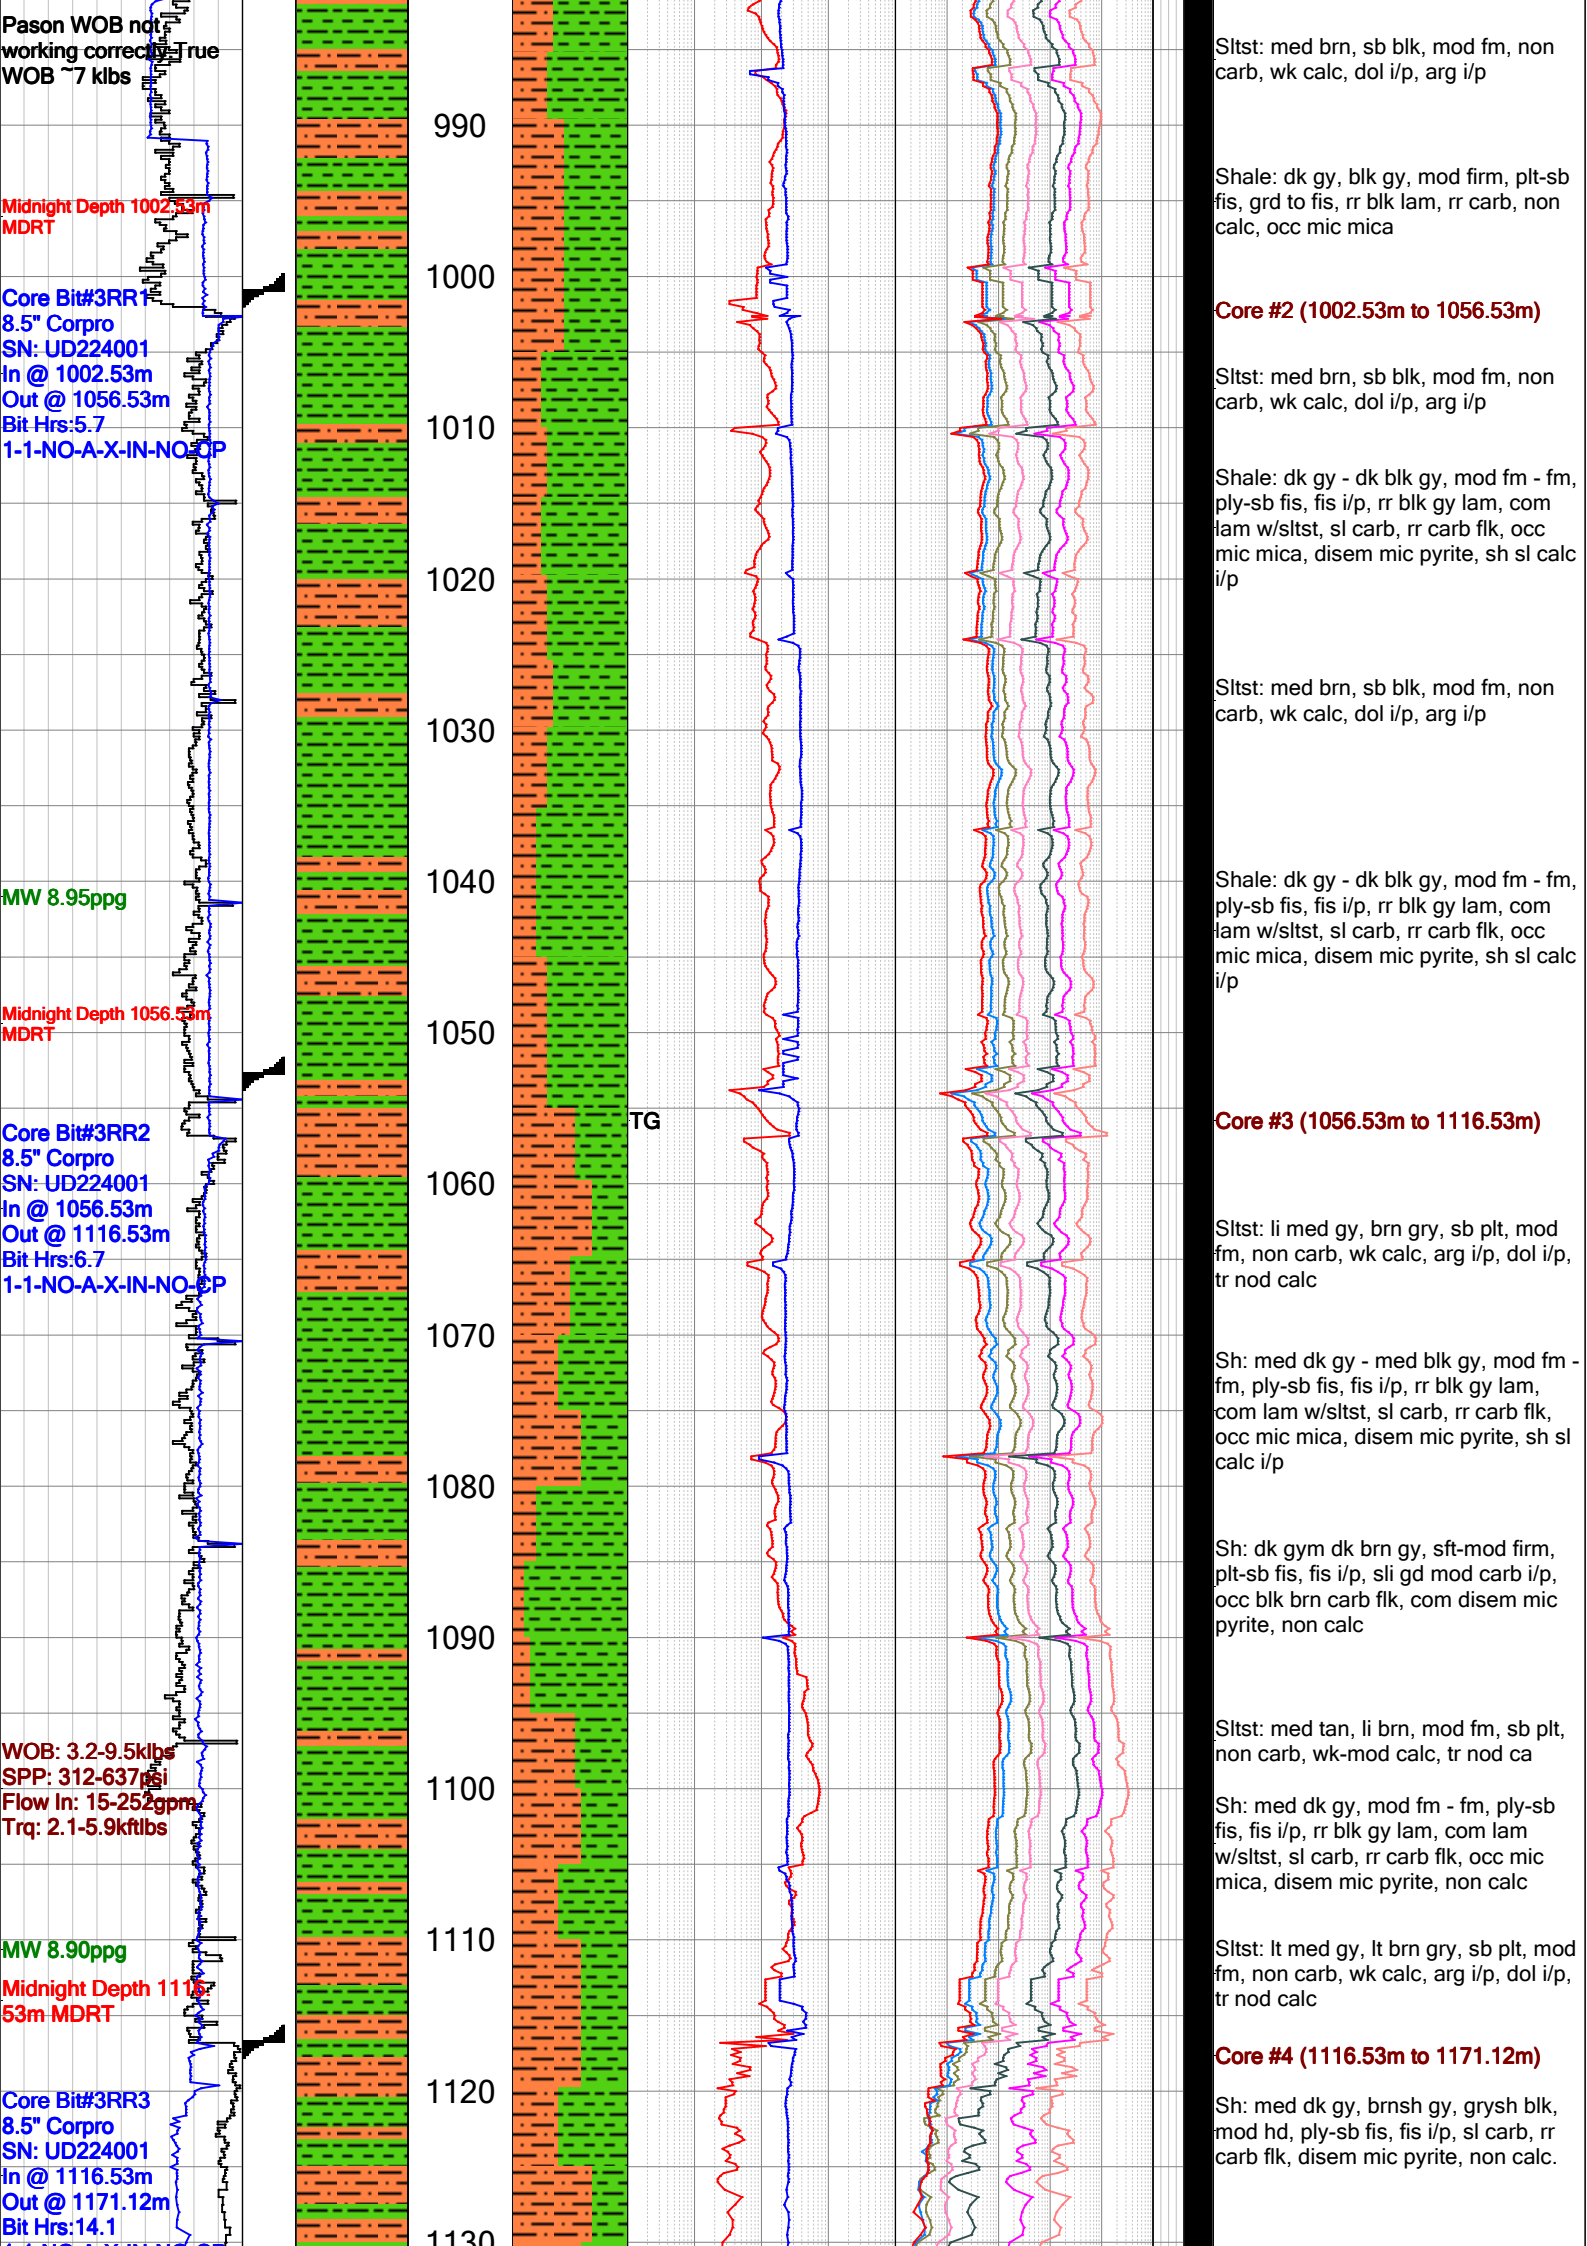 Pason WOB not
working correctly. True
WOB ~7 klbs
Midnight Depth 1002.53m
MDRT
Core Bit#3RR1
8.5" Corpro
SN: UD224001
In @ 1002.53m
Out @ 1056.53m
Bit Hrs:5.7
1-1-NO-A-X-IN-NO-CP
MW 8.95ppg
Midnight Depth 1056.53m
MDRT
Core Bit#3RR2
8.5" Corpro
SN: UD224001
In @ 1056.53m
Out @ 1116.53m
Bit Hrs:6.7
1-1-NO-A-X-IN-NO-CP
WOB: 3.2-9.5klbs
SPP: 312-637psi
Flow In: 15-252gpm
Trq: 2.1-5.9kftlbs
MW 8.90ppg
Midnight Depth 1116
53m MDRT
Core Bit#3RR3
8.5" Corpro
SN: UD224001
In @ 1116.53m
Out @ 1171.12m
Bit Hrs:14.1
990
1000
1010
1020
1030
1040
1050
1060
1070
1080
1090
1100
1110
1120
1130
TG
Sltst: med brn, sb blk, mod fm, non
carb, wk calc, dol i/p, arg i/p
Shale: dk gy, blk gy, mod firm, plt-sb
fis, grd to fis, rr blk lam, rr carb, non
calc, occ mic mica
Core #2 (1002.53m to 1056.53m)
Sltst: med brn, sb blk, mod fm, non
carb, wk calc, dol i/p, arg i/p
Shale: dk gy - dk blk gy, mod fm - fm,
ply-sb fis, fis i/p, rr blk gy lam, com
lam w/sltst, sl carb, rr carb flk, occ
mic mica, disem mic pyrite, sh sl calc
i/p
Sltst: med brn, sb blk, mod fm, non
carb, wk calc, dol i/p, arg i/p
Shale: dk gy - dk blk gy, mod fm - fm,
ply-sb fis, fis i/p, rr blk gy lam, com
lam w/sltst, sl carb, rr carb flk, occ
mic mica, disem mic pyrite, sh sl calc
i/p
Core #3 (1056.53m to 1116.53m)
Sltst: li med gy, brn gry, sb plt, mod
fm, non carb, wk calc, arg i/p, dol i/p,
tr nod calc
Sh: med dk gy - med blk gy, mod fm -
fm, ply-sb fis, fis i/p, rr blk gy lam,
com lam w/sltst, sl carb, rr carb flk,
occ mic mica, disem mic pyrite, sh sl
calc i/p
Sh: dk gym dk brn gy, sft-mod firm,
plt-sb fis, fis i/p, sli gd mod carb i/p,
occ blk brn carb flk, com disem mic
pyrite, non calc
Sltst: med tan, li brn, mod fm, sb plt,
non carb, wk-mod calc, tr nod ca
Sh: med dk gy, mod fm - fm, ply-sb
fis, fis i/p, rr blk gy lam, com lam
w/sltst, sl carb, rr carb flk, occ mic
mica, disem mic pyrite, non calc
Sltst: lt med gy, lt brn gry, sb plt, mod
fm, non carb, wk calc, arg i/p, dol i/p,
tr nod calc
Core #4 (1116.53m to 1171.12m)
Sh: med dk gy, brnsh gy, grysh blk,
mod hd, ply-sb fis, fis i/p, sl carb, rr
carb flk, disem mic pyrite, non calc.